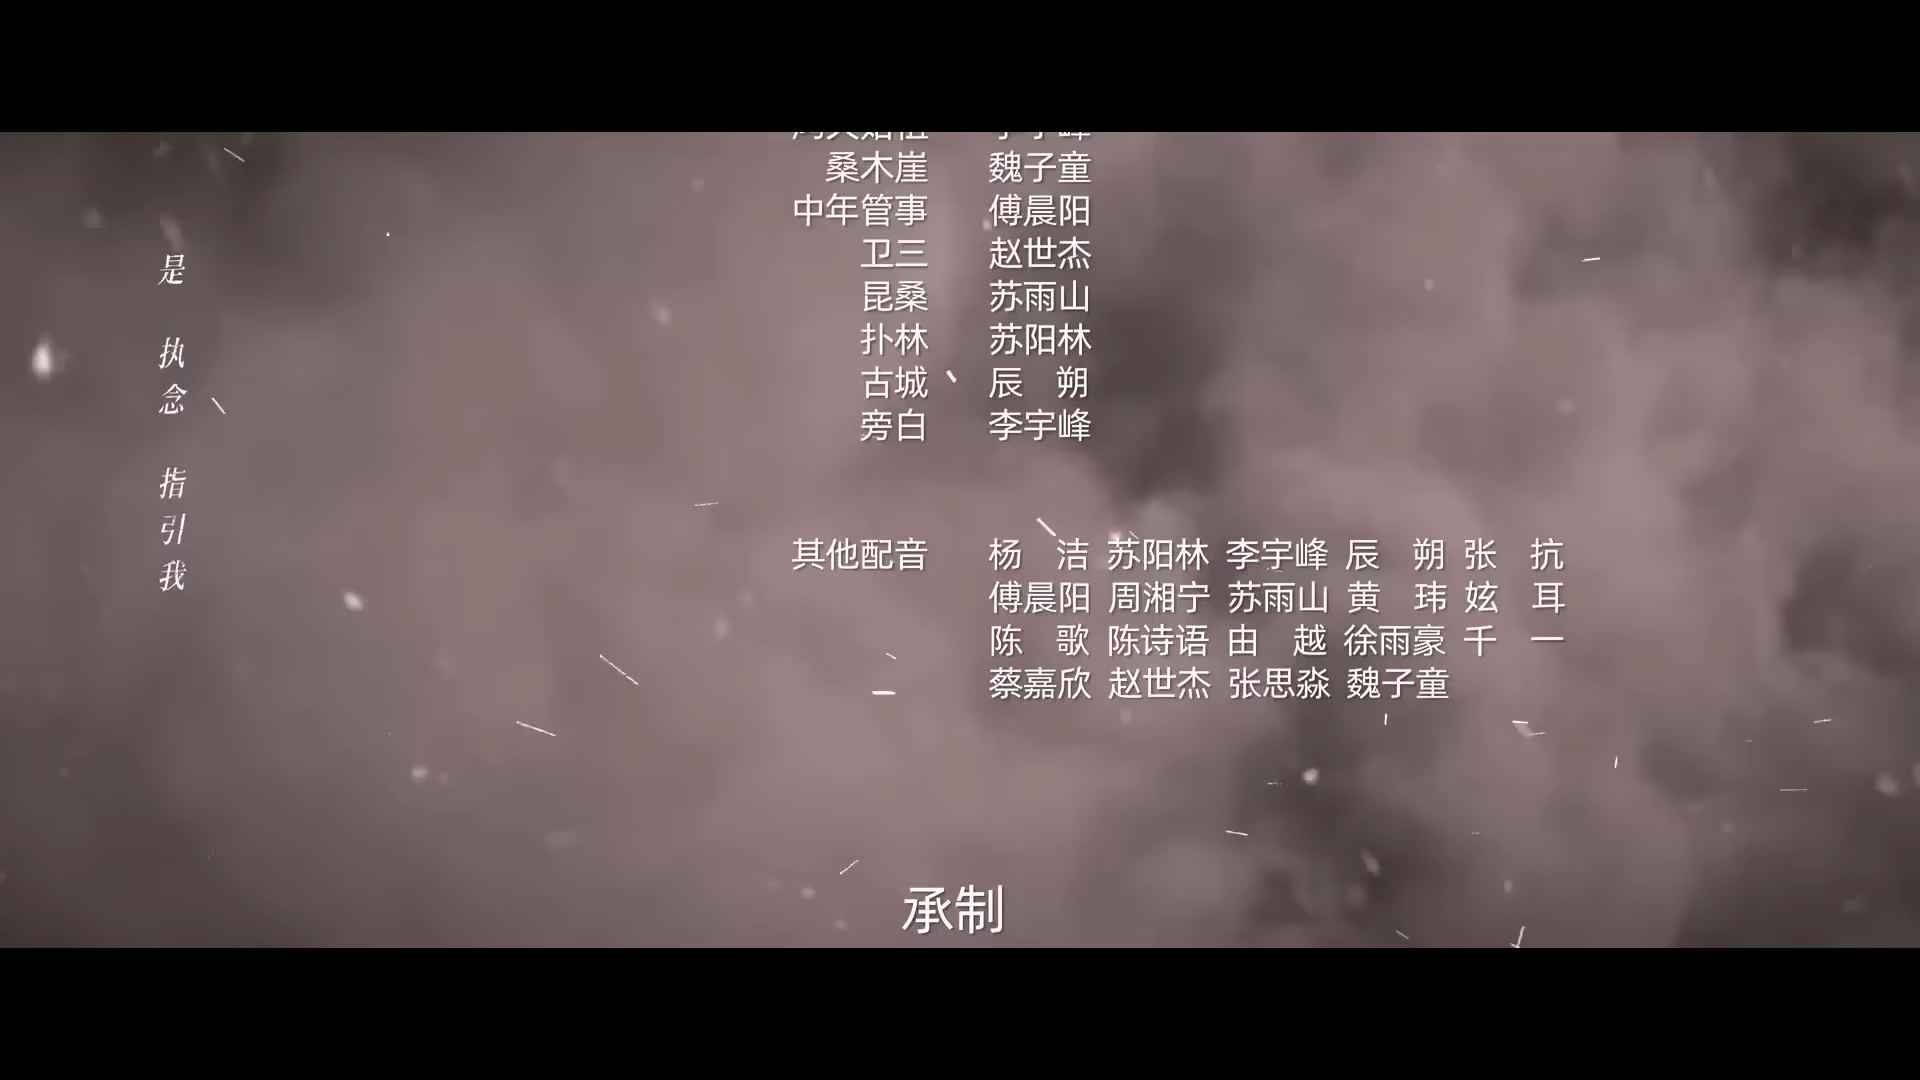 桑木崖 魏子童
中年管事 傅晨阳
卫三 赵世杰
昆桑 苏雨山
扑林 苏阳林
古城 辰 朔
旁白 李宇峰
其他配音 杨 洁 苏阳林 李宇峰 辰 朔 张 抗
傅晨阳 周湘宁 苏雨山 黄 玮 妶 耳
陈 歌 陈诗语 由 越 徐雨豪 千 一
蔡嘉欣 赵世杰 张思淼 魏子童
承制
是 执念 指引我